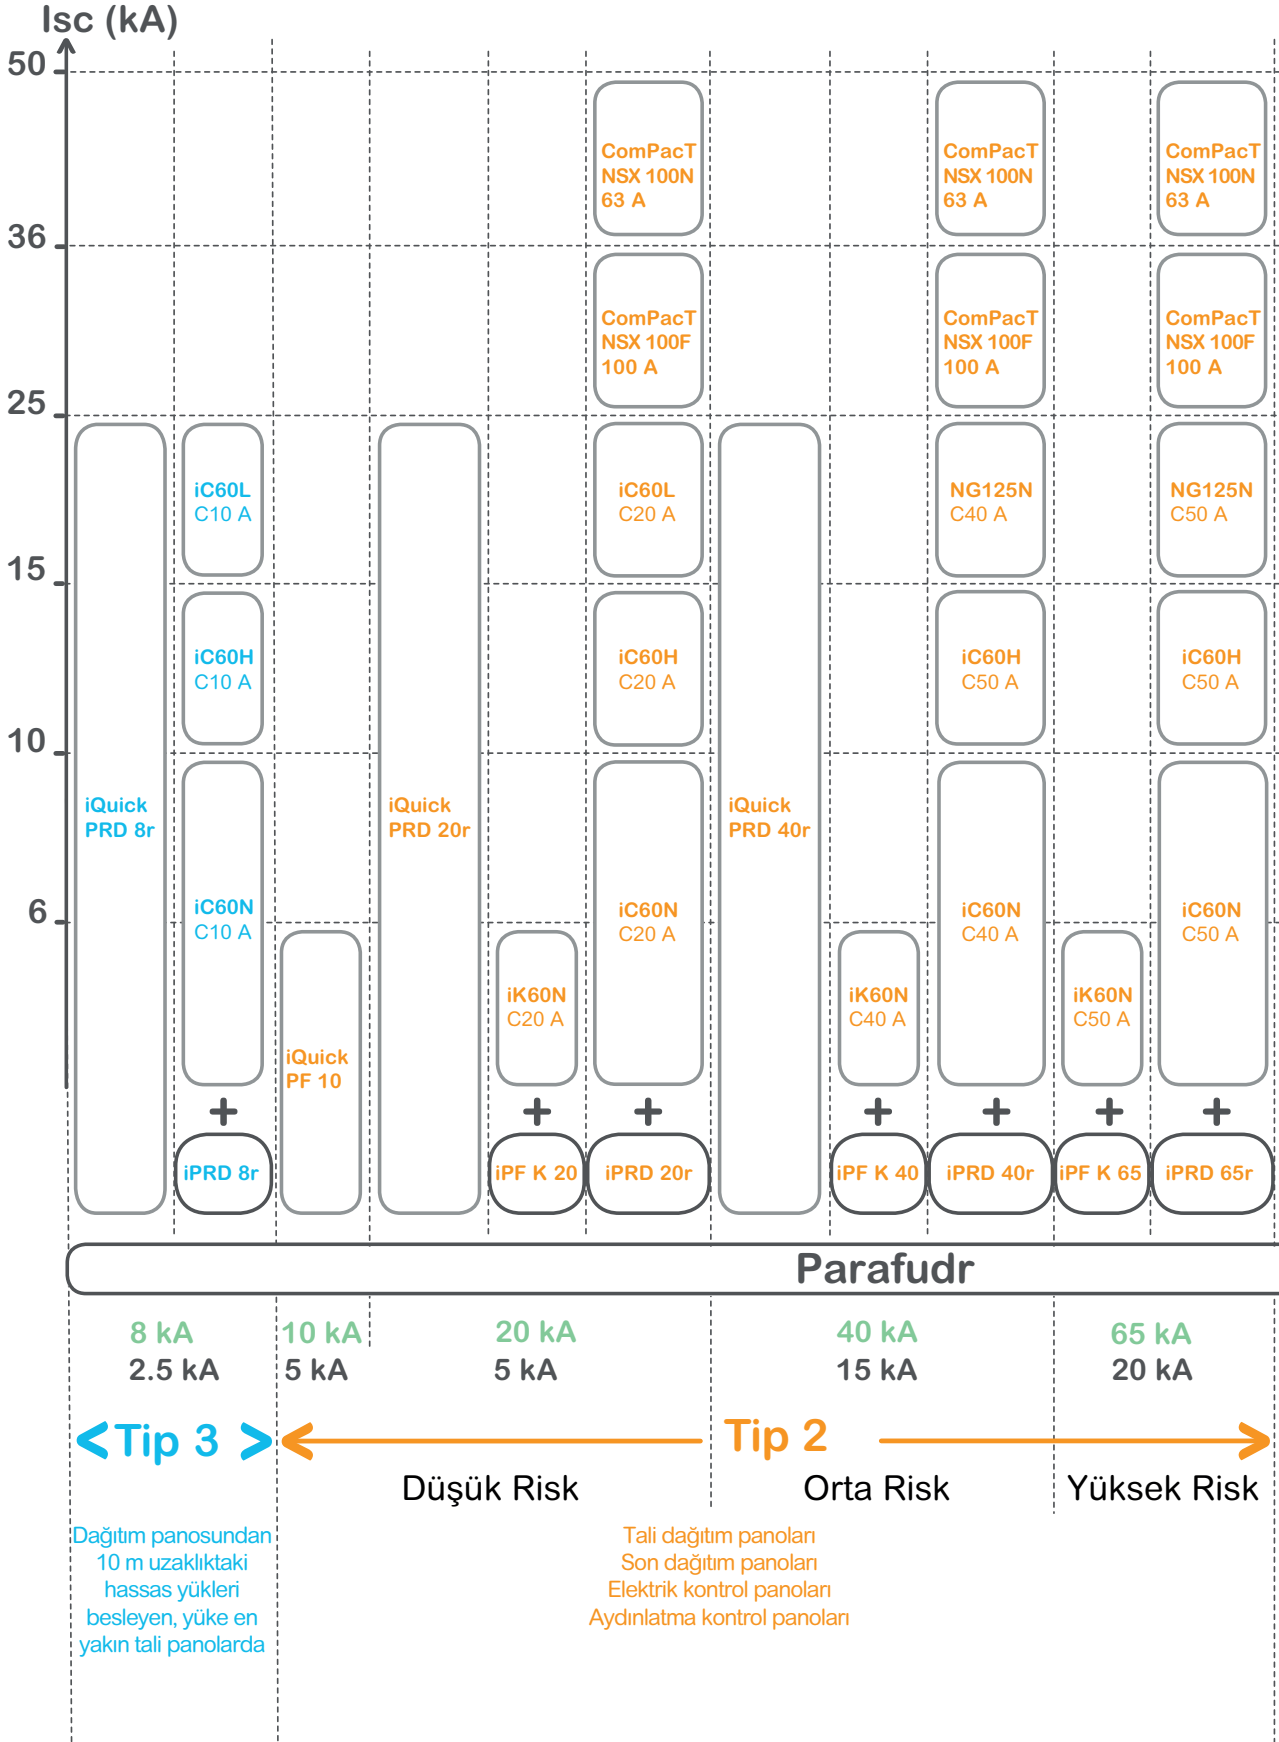 Isc (kA)
50
ComPacT
NSX 100N
63 A
ComPacT
NSX 100N
63 A
ComPacT
NSX 100N
63 A
36
ComPacT
NSX 100F
100 A
ComPacT
NSX 100F
100 A
ComPacT
NSX 100F
100 A
25
iC60L
C10 A
iC60L
C20 A
NG125N
C40 A
NG125N
C50 A
15
iC60H
C10 A
iC60H
C20 A
iC60H
C50 A
iC60H
C50 A
10
iQuick
PRD 8r
iQuick
PRD 20r
iQuick
PRD 40r
6
iC60N
C10 A
iC60N
C20 A
iC60N
C40 A
iC60N
C50 A
iK60N
C20 A
iK60N
C40 A
iK60N
C50 A
iQuick
PF 10
+ + + + + + +
iPRD 8r
iPF K 20
iPRD 20r
iPF K 40
iPRD 40r
iPF K 65
iPRD 65r
Parafudr
8 kA
2.5 kA
10 kA
5 kA
20 kA
5 kA
40 kA
15 kA
65 kA
20 kA
Tip 3
Tip 2
Düşük Risk
Orta Risk
Yüksek Risk
Dağıtım panosundan
10 m uzaklıktaki
hassas yükleri
besleyen, yüke en
yakın tali panolarda
Tali dağıtım panoları
Son dağıtım panoları
Elektrik kontrol panoları
Aydınlatma kontrol panoları